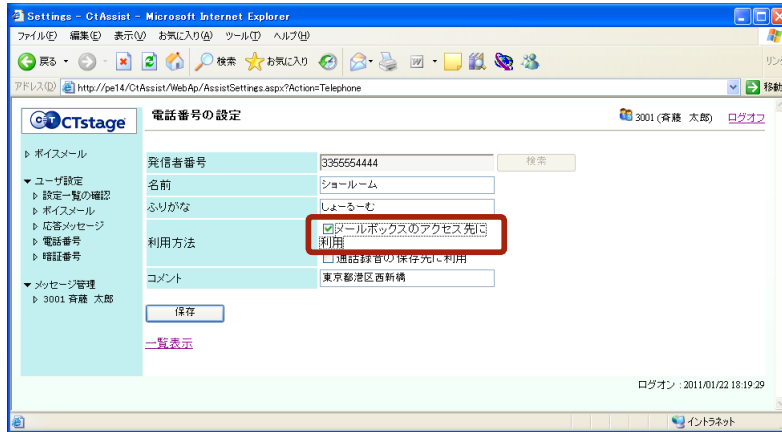 Settings - CtAssist - Microsoft Internet Explorer
ファイル(F) 編集(E) 表示(V) お気に入り(A) ツール(T) ヘルプ(H)
戻る 検索 お気に入り
アドレス(D) http://pe14/CtAssist/WebAp/AssistSettings.aspx?Action=Telephone 移動
CTstage
電話番号の設定
3001 (斉藤 太郎) ログオフ
ボイスメール
ユーザ設定
設定一覧の確認
ボイスメール
応答メッセージ
電話番号
暗証番号
メッセージ管理
3001 斉藤 太郎
発信者番号 3355554444 検索
名前 ショールーム
ふりがな しょーるーむ
利用方法 メールボックスのアクセス先に
利用
通話録音の保存先に利用
コメント 東京都港区西新橋
保存
一覧表示
ログオン : 2011/01/22 18:19:29
イントラネット